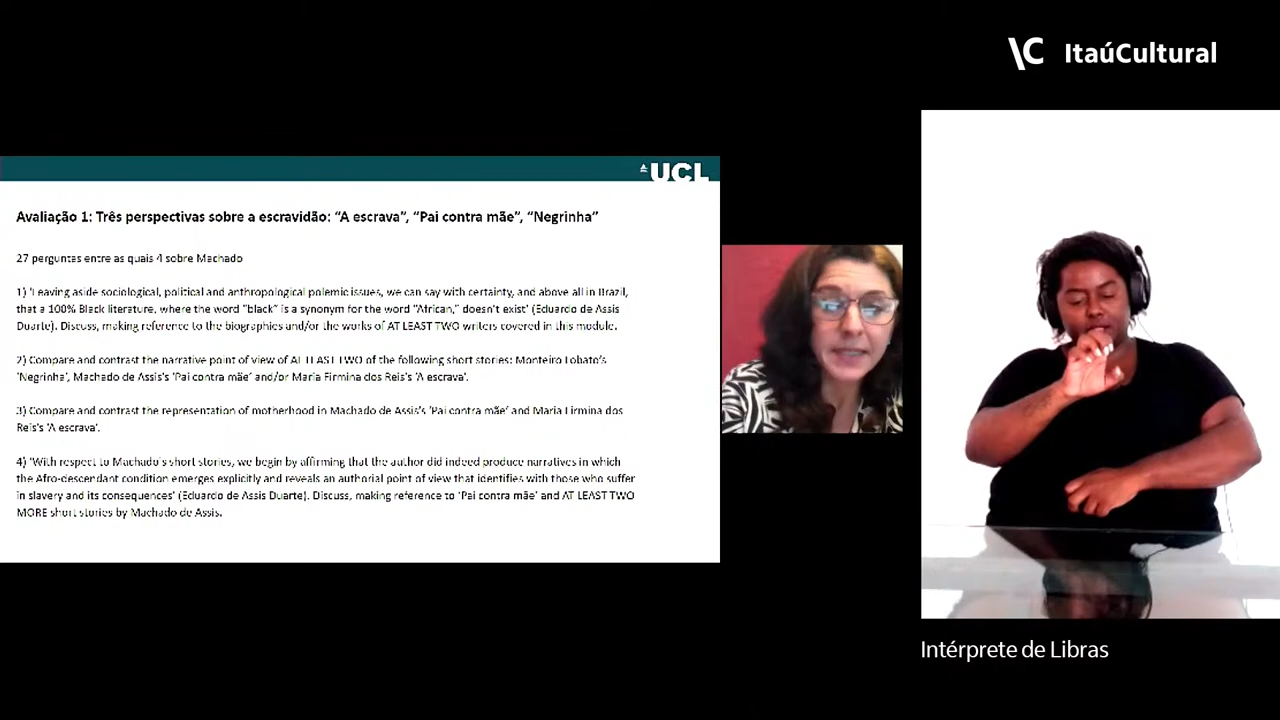 \C ItaúCultural
UCL
Avaliação 1: Três perspectivas sobre a escravidão: “A escrava”, “Pai contra mãe”, “Negrinha”
27 perguntas entre as quais 4 sobre Machado
1) 'Leaving aside sociological, political and anthropological polemic issues, we can say with certainty, and above all in Brazil,
that a 100% Black literature, where the word “black” is a synonym for the word “African,” doesn't exist' (Eduardo de Assis
Duarte). Discuss, making reference to the biographies and/or the works of AT LEAST TWO writers covered in this module.
2) Compare and contrast the narrative point of view of AT LEAST TWO of the following short stories: Monteiro Lobato's
'Negrinha', Machado de Assis's 'Pai contra mãe' and/or Maria Firmina dos Reis's 'A escrava'.
3) Compare and contrast the representation of motherhood in Machado de Assis's 'Pai contra mãe' and Maria Firmina dos
Reis's 'A escrava'.
4) 'With respect to Machado's short stories, we begin by affirming that the author did indeed produce narratives in which
the Afro-descendant condition emerges explicitly and reveals an authorial point of view that identifies with those who suffer
in slavery and its consequences' (Eduardo de Assis Duarte). Discuss, making reference to 'Pai contra mãe' and AT LEAST TWO
MORE short stories by Machado de Assis.
Intérprete de Libras